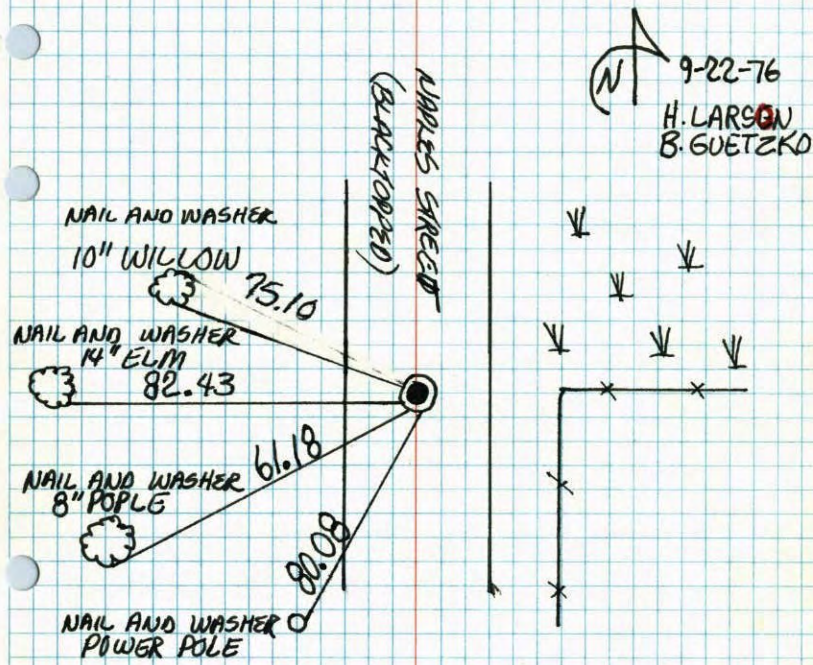 N
9-22-76
H. LARSON
B. GUETZKO
NAPLES STREET
(BLACKTOPPED)
NAIL AND WASHER
10" WILLOW
75.10
NAIL AND WASHER
14" ELM
82.43
NAIL AND WASHER
8" POPLE
61.18
NAIL AND WASHER
POWER POLE
80.08